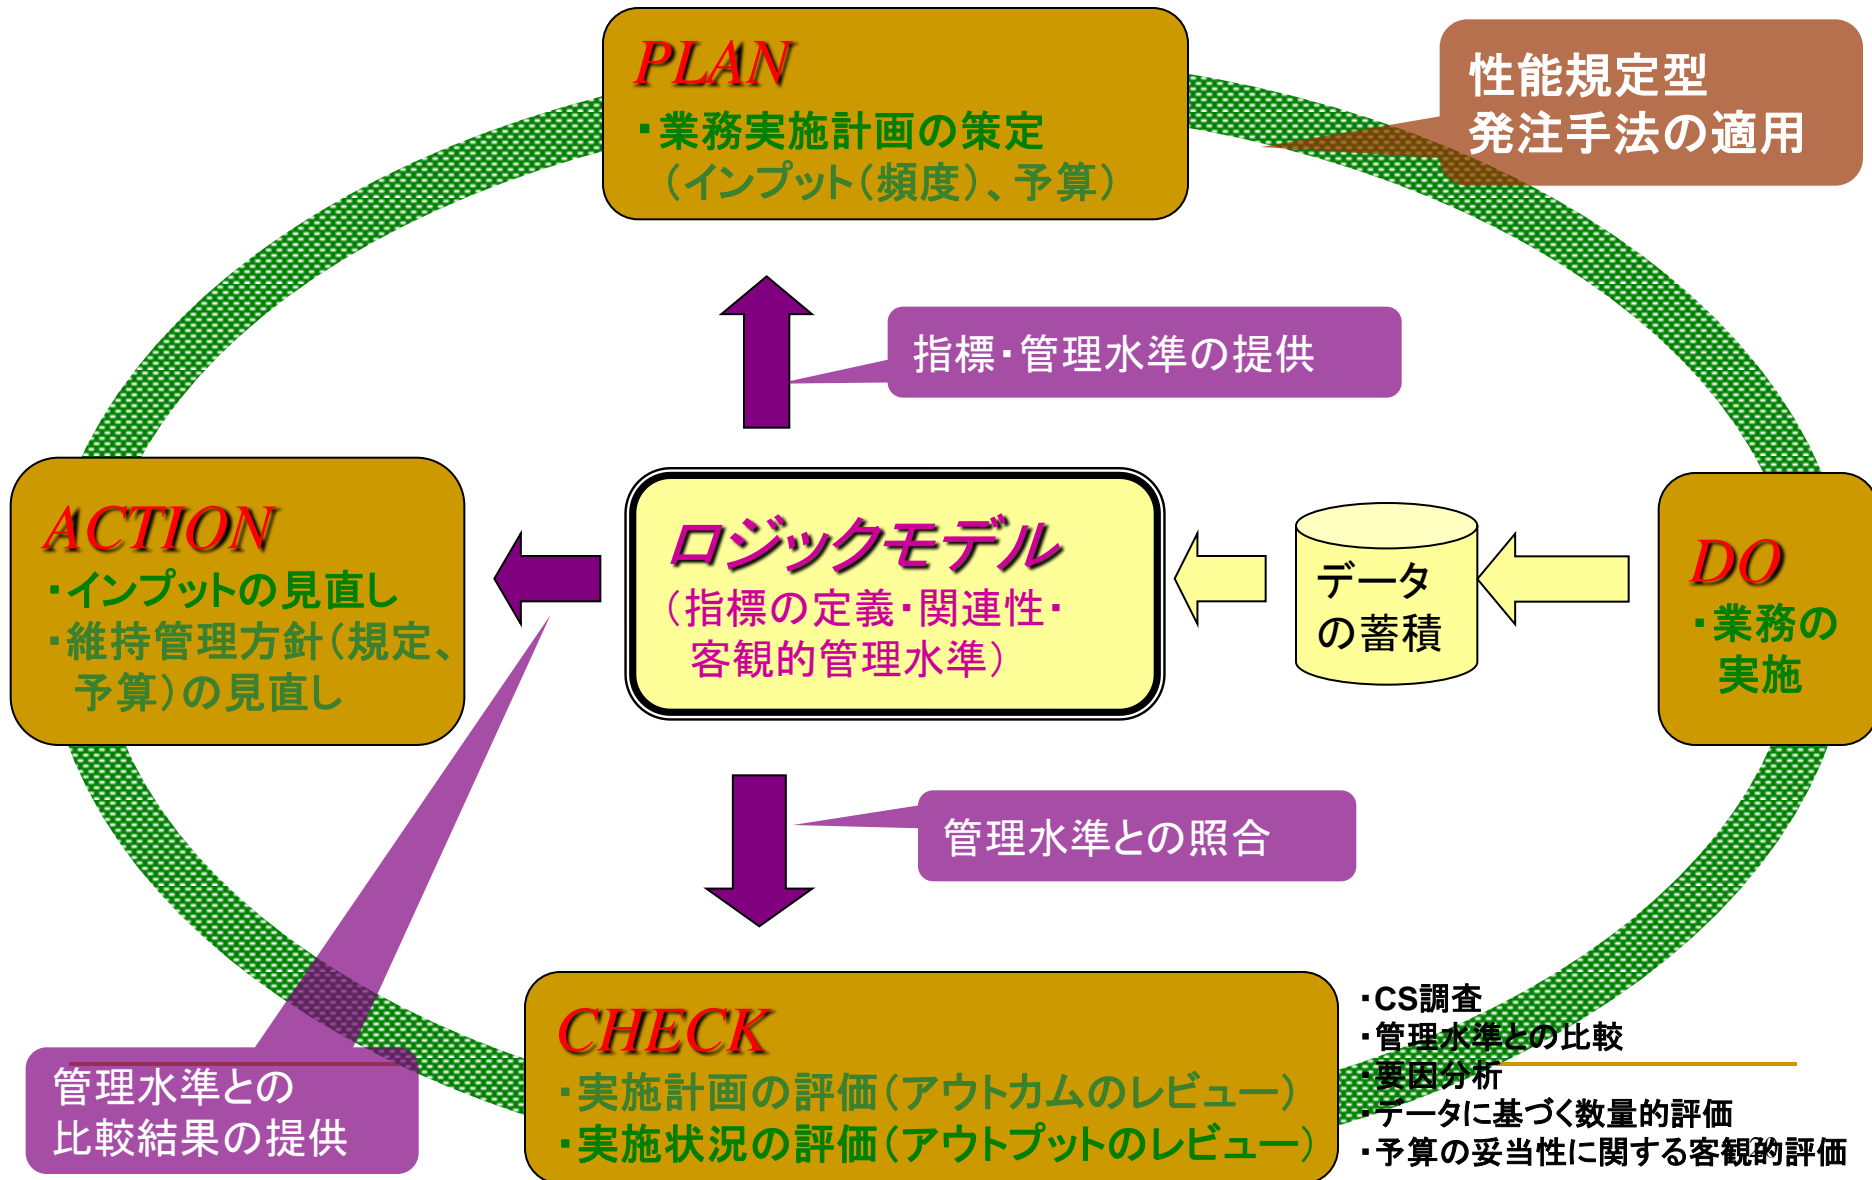 PLAN
・業務実施計画の策定
（インプット（頻度）、予算）
性能規定型
発注手法の適用
指標・管理水準の提供
ACTION
・インプットの見直し
・維持管理方針（規定、
予算）の見直し
ロジックモデル
（指標の定義・関連性・
客観的管理水準）
データ
の蓄積
DO
・業務の
実施
管理水準との照合
管理水準との
比較結果の提供
CHECK
・実施計画の評価（アウトカムのレビュー）
・実施状況の評価（アウトプットのレビュー）
・CS調査
・管理水準との比較
・要因分析
・データに基づく数量的評価
・予算の妥当性に関する客観的評価